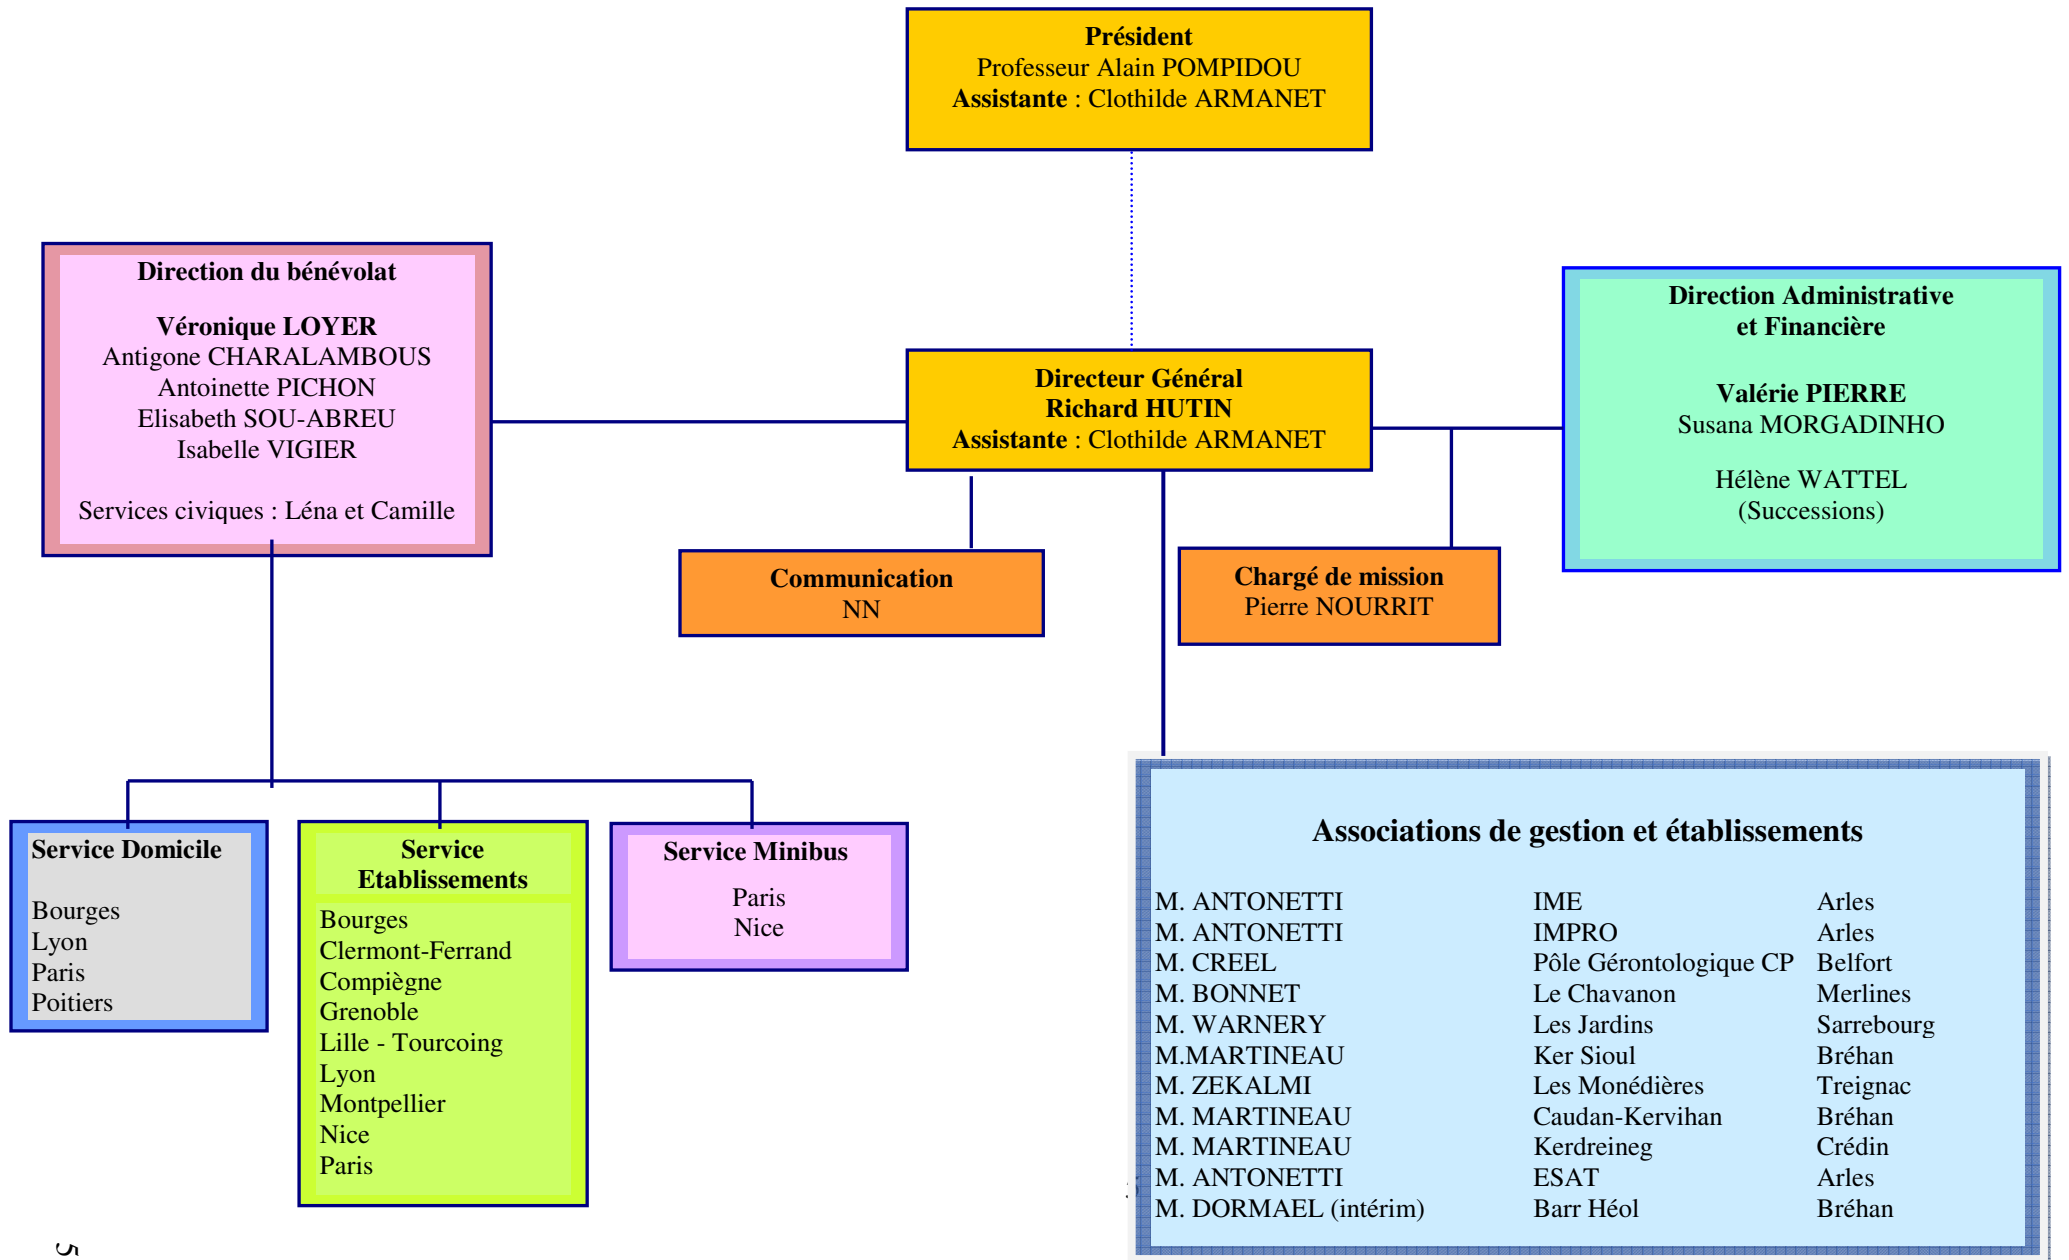 Président
Professeur Alain POMPIDOU
Assistante : Clothilde ARMANET
Direction du bénévolat
Véronique LOYER
Antigone CHARALAMBOUS
Antoinette PICHON
Elisabeth SOU-ABREU
Isabelle VIGIER
Services civiques : Léna et Camille
Directeur Général
Richard HUTIN
Assistante : Clothilde ARMANET
Direction Administrative
et Financière
Valérie PIERRE
Susana MORGADINHO
Hélène WATTEL
(Successions)
Communication
NN
Chargé de mission
Pierre NOURRIT
Service Domicile
Bourges
Lyon
Paris
Poitiers
Service
Etablissements
Bourges
Clermont-Ferrand
Compiègne
Grenoble
Lille - Tourcoing
Lyon
Montpellier
Nice
Paris
Service Minibus
Paris
Nice
Associations de gestion et établissements
M. ANTONETTI IME Arles
M. ANTONETTI IMPRO Arles
M. CREEL Pôle Gérontologique CP Belfort
M. BONNET Le Chavanon Merlines
M. WARNERY Les Jardins Sarrebourg
M.MARTINEAU Ker Sioul Bréhan
M. ZEKALMI Les Monédières Treignac
M. MARTINEAU Caudan-Kervihan Bréhan
M. MARTINEAU Kerdreineg Crédin
M. ANTONETTI ESAT Arles
M. DORMAEL (intérim) Barr Héol Bréhan
5